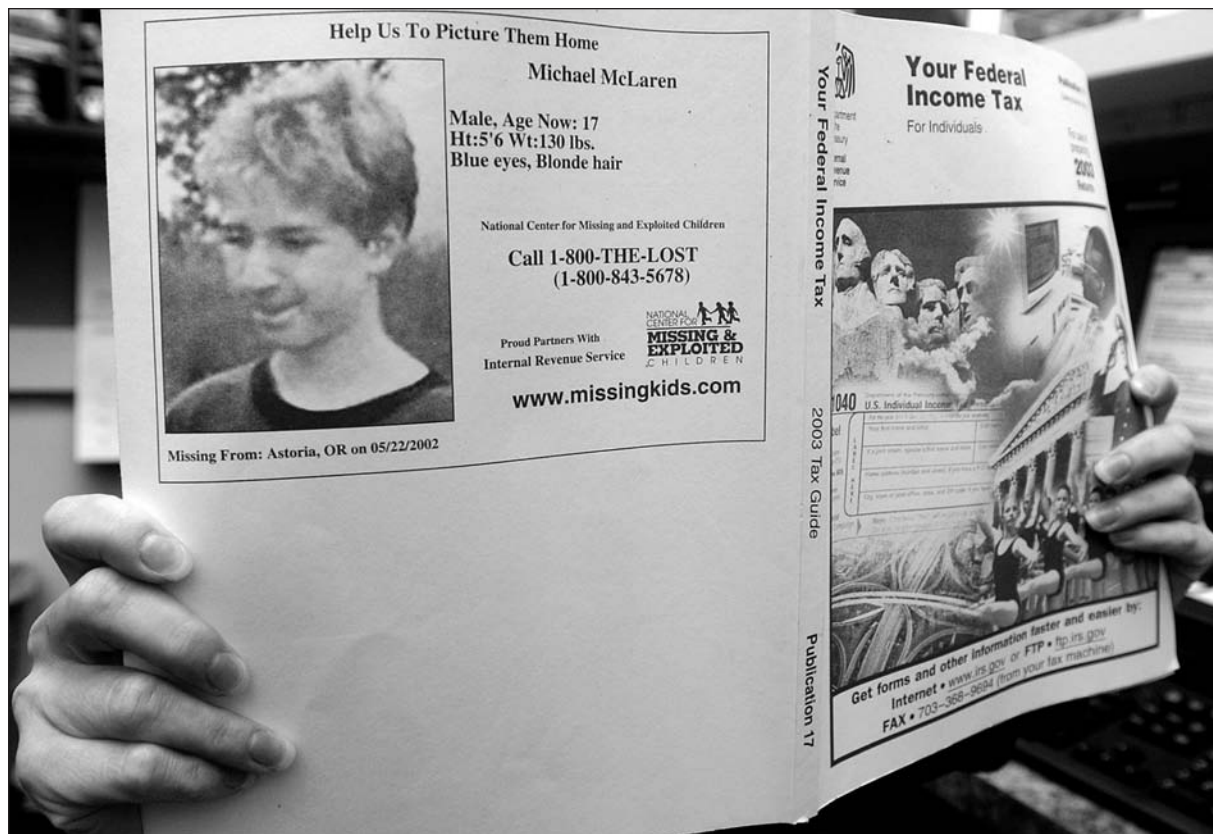 Help Us To Picture Them Home
Michael McLaren
Male, Age Now: 17
Ht:5'6 Wt:130 lbs.
Blue eyes, Blonde hair
National Center for Missing and Exploited Children
Call 1-800-THE-LOST
(1-800-843-5678)
Proud Partners With
Internal Revenue Service
NATIONAL
CENTER FOR
MISSING &
EXPLOITED
CHILDREN
www.missingkids.com
Missing From: Astoria, OR on 05/22/2002
Your Federal Income Tax
2003 Tax Guide
Publication 17
Your Federal
Income Tax
For Individuals
2003
Returns
1040
U.S. Individual Income
Get forms and other information faster and easier by:
Internet • www.irs.gov or FTP • ftp.irs.gov
FAX • 703–368–9694 (from your fax machine)